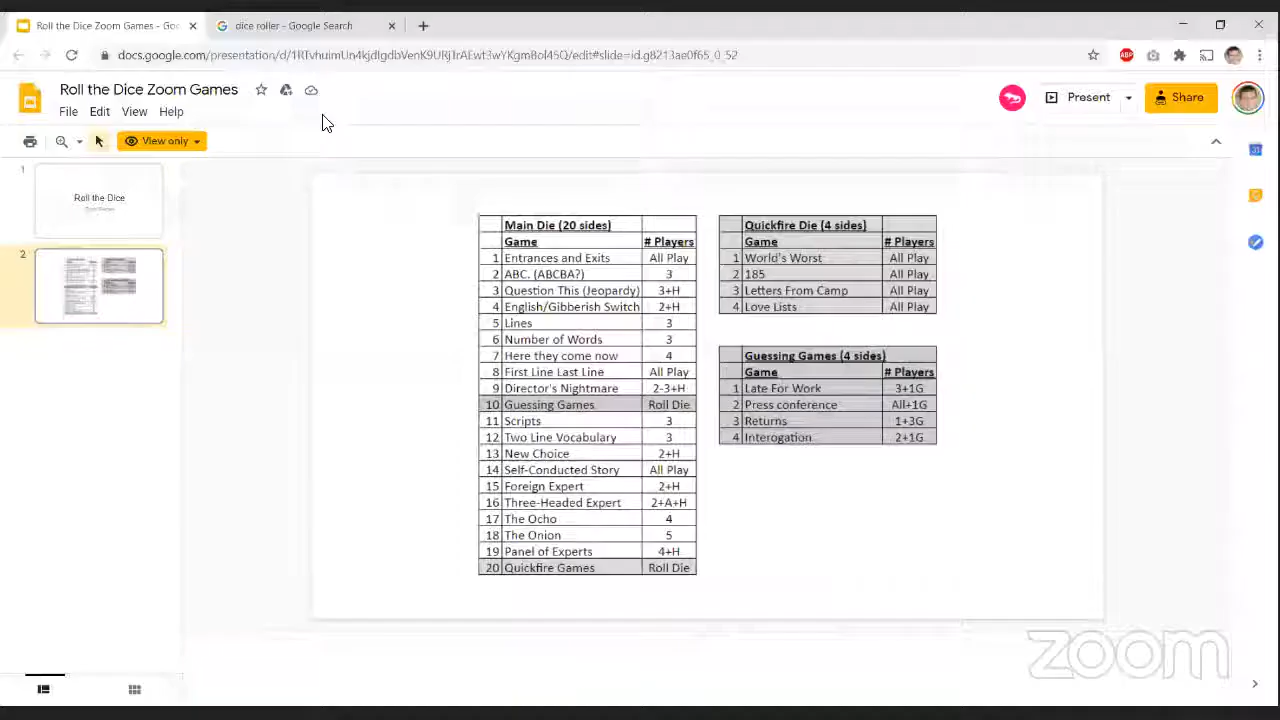 Roll the Dice Zoom Games - Goo
dice roller - Google Search
Roll the Dice Zoom Games
File Edit View Help
Present
Share
View only
1
Roll the Dice
2
Main Die (20 sides)
Game # Players
1 Entrances and Exits All Play
2 ABC. (ABCBA?) 3
3 Question This (Jeopardy) 3+H
4 English/Gibberish Switch 2+H
5 Lines 3
6 Number of Words 3
7 Here they come now 4
8 First Line Last Line All Play
9 Director's Nightmare 2-3+H
10 Guessing Games Roll Die
11 Scripts 3
12 Two Line Vocabulary 3
13 New Choice 2+H
14 Self-Conducted Story All Play
15 Foreign Expert 2+H
16 Three-Headed Expert 2+A+H
17 The Ocho 4
18 The Onion 5
19 Panel of Experts 4+H
20 Quickfire Games Roll Die
Quickfire Die (4 sides)
Game # Players
1 World's Worst All Play
2 185 All Play
3 Letters From Camp All Play
4 Love Lists All Play
Guessing Games (4 sides)
Game # Players
1 Late For Work 3+1G
2 Press conference All+1G
3 Returns 1+3G
4 Interogation 2+1G
zoom